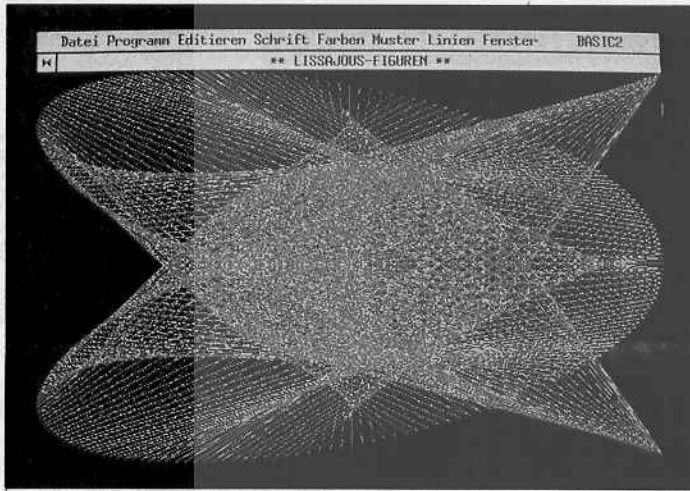 Datei Programm Editieren Schrift Farben Muster Linien Fenster BASIC2
** LISSAJOUS-FIGUREN **